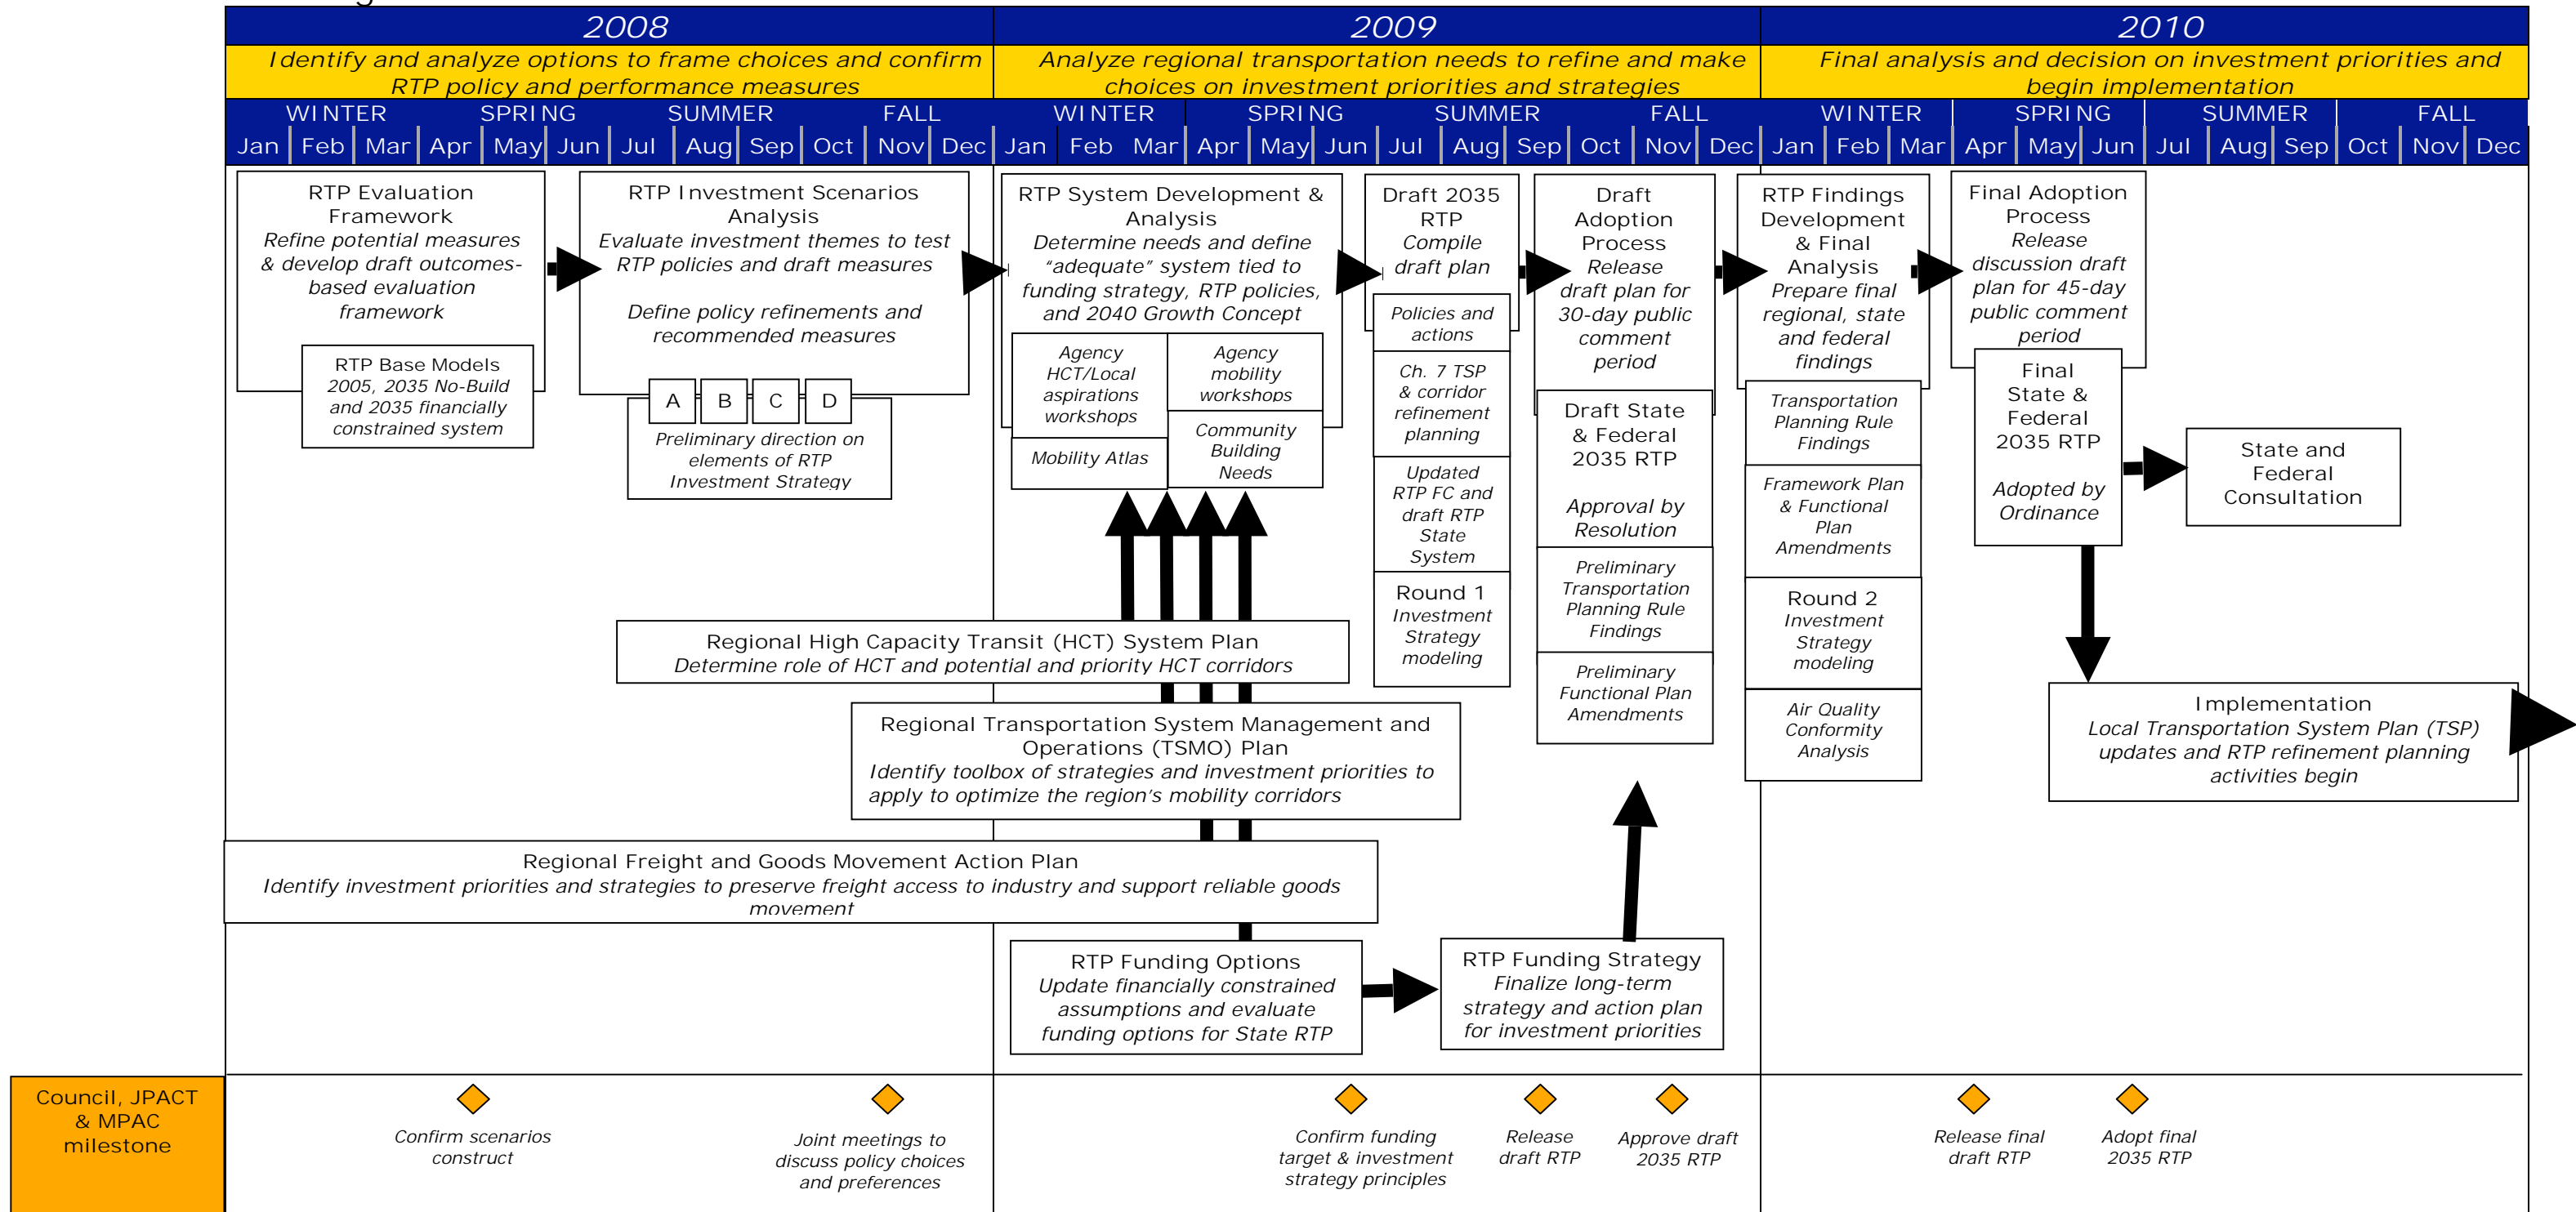 2008
2009
2010
Identify and analyze options to frame choices and confirm
RTP policy and performance measures
Analyze regional transportation needs to refine and make
choices on investment priorities and strategies
Final analysis and decision on investment priorities and
begin implementation
WINTER SPRING SUMMER FALL WINTER SPRING SUMMER FALL WINTER SPRING SUMMER FALL
Jan Feb Mar Apr May Jun Jul Aug Sep Oct Nov Dec Jan Feb Mar Apr May Jun Jul Aug Sep Oct Nov Dec Jan Feb Mar Apr May Jun Jul Aug Sep Oct Nov Dec
RTP Evaluation
Framework
Refine potential measures
& develop draft outcomes-
based evaluation
framework
RTP Base Models
2005, 2035 No-Build
and 2035 financially
constrained system
RTP Investment Scenarios
Analysis
Evaluate investment themes to test
RTP policies and draft measures
Define policy refinements and
recommended measures
A B C D
Preliminary direction on
elements of RTP
Investment Strategy
RTP System Development &
Analysis
Determine needs and define
“adequate” system tied to
funding strategy, RTP policies,
and 2040 Growth Concept
Agency
HCT/Local
aspirations
workshops
Agency
mobility
workshops
Mobility Atlas
Community
Building
Needs
Draft 2035
RTP
Compile
draft plan
Policies and
actions
Ch. 7 TSP
& corridor
refinement
planning
Updated
RTP FC and
draft RTP
State
System
Round 1
Investment
Strategy
modeling
Draft
Adoption
Process
Release
draft plan for
30-day public
comment
period
Draft State
& Federal
2035 RTP
Approval by
Resolution
Preliminary
Transportation
Planning Rule
Findings
Preliminary
Functional Plan
Amendments
RTP Findings
Development
& Final
Analysis
Prepare final
regional, state
and federal
findings
Transportation
Planning Rule
Findings
Framework Plan
& Functional
Plan
Amendments
Round 2
Investment
Strategy
modeling
Air Quality
Conformity
Analysis
Final Adoption
Process
Release
discussion draft
plan for 45-day
public comment
period
Final
State &
Federal
2035 RTP
Adopted by
Ordinance
State and
Federal
Consultation
Regional High Capacity Transit (HCT) System Plan
Determine role of HCT and potential and priority HCT corridors
Regional Transportation System Management and
Operations (TSMO) Plan
Identify toolbox of strategies and investment priorities to
apply to optimize the region’s mobility corridors
Implementation
Local Transportation System Plan (TSP)
updates and RTP refinement planning
activities begin
Regional Freight and Goods Movement Action Plan
Identify investment priorities and strategies to preserve freight access to industry and support reliable goods
movement
RTP Funding Options
Update financially constrained
assumptions and evaluate
funding options for State RTP
RTP Funding Strategy
Finalize long-term
strategy and action plan
for investment priorities
Council, JPACT
& MPAC
milestone
Confirm scenarios
construct
Joint meetings to
discuss policy choices
and preferences
Confirm funding
target & investment
strategy principles
Release
draft RTP
Approve draft
2035 RTP
Release final
draft RTP
Adopt final
2035 RTP